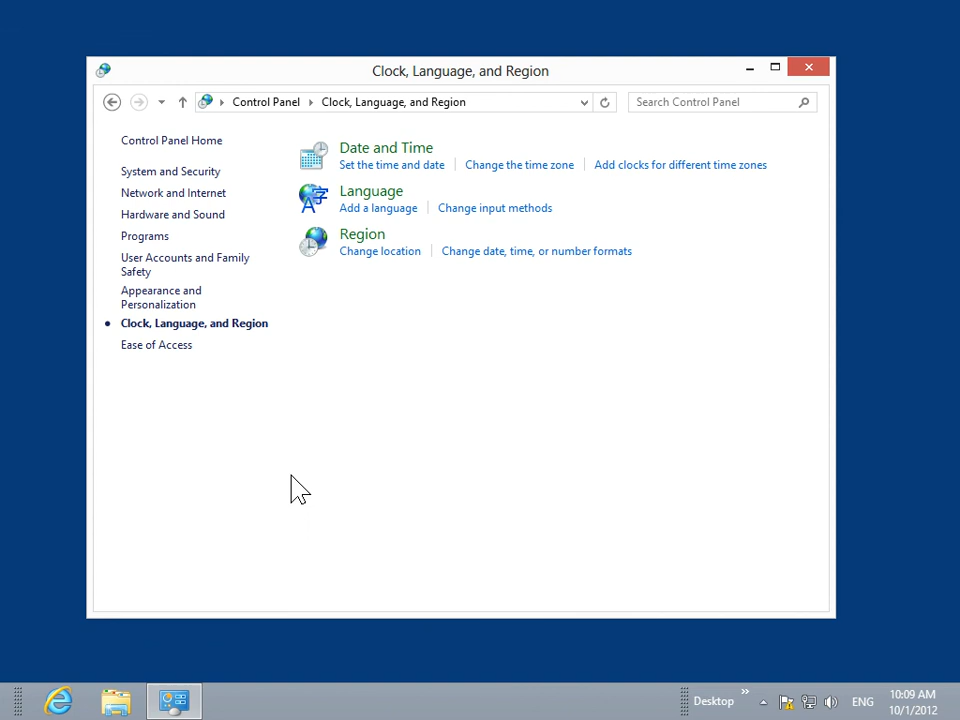 Clock, Language, and Region
Control Panel
Clock, Language, and Region
Search Control Panel
Control Panel Home
System and Security
Network and Internet
Hardware and Sound
Programs
User Accounts and Family
Safety
Appearance and
Personalization
Clock, Language, and Region
Ease of Access
Date and Time
Set the time and date
Change the time zone
Add clocks for different time zones
Language
Add a language
Change input methods
Region
Change location
Change date, time, or number formats
Desktop
ENG
10:09 AM
10/1/2012